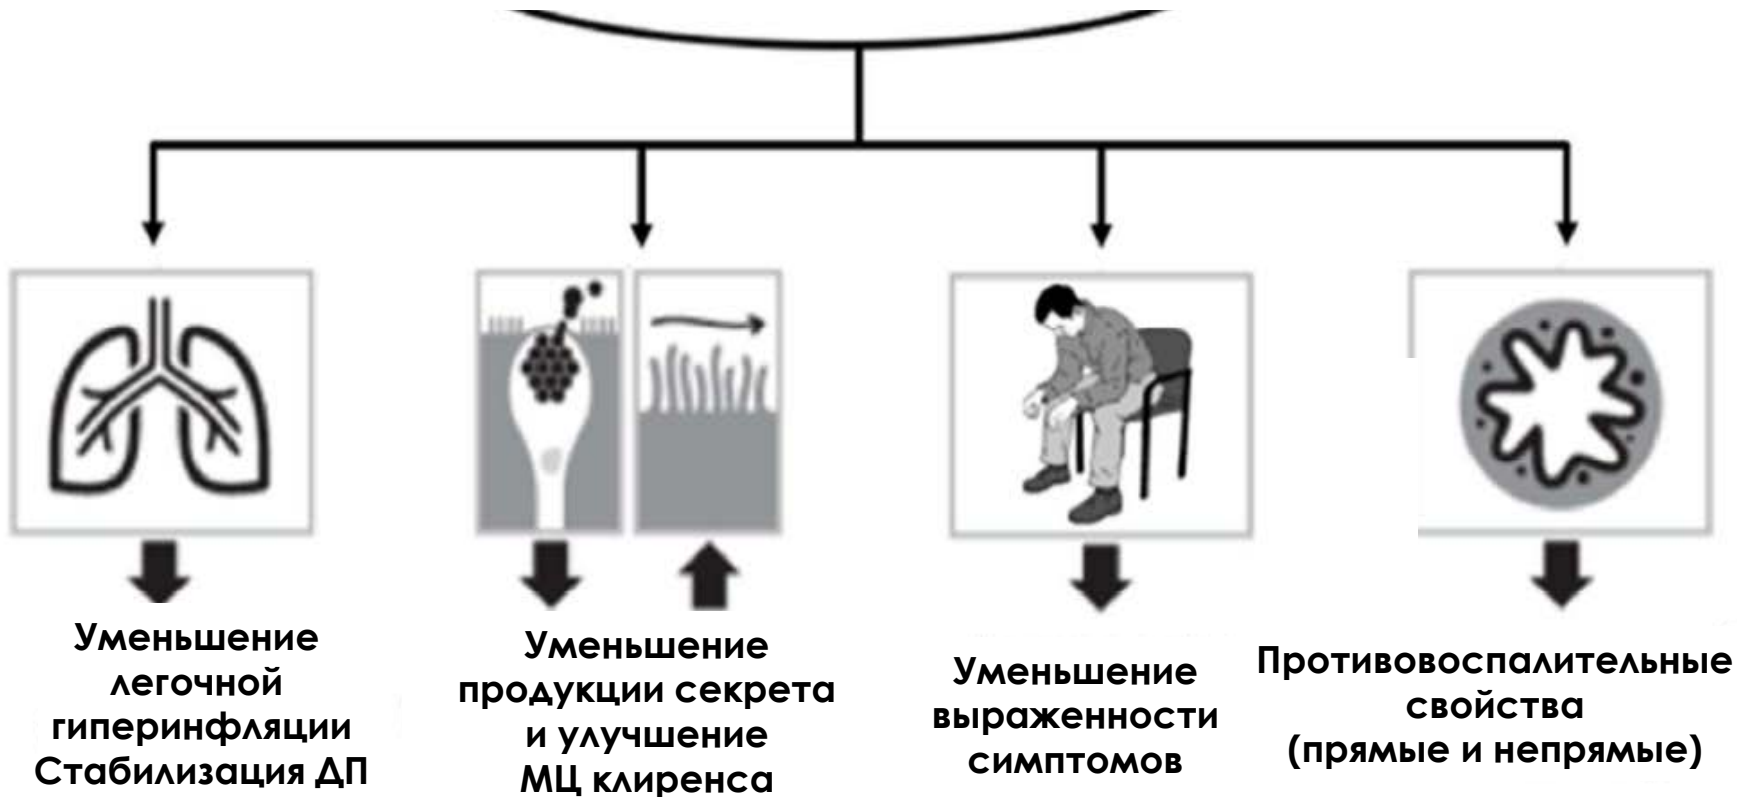 Уменьшение
легочной
гиперинфляции
Стабилизация ДП
Уменьшение
продукции секрета
и улучшение
МЦ клиренса
Уменьшение
выраженности
симптомов
Противовоспалительные
свойства
(прямые и непрямые)